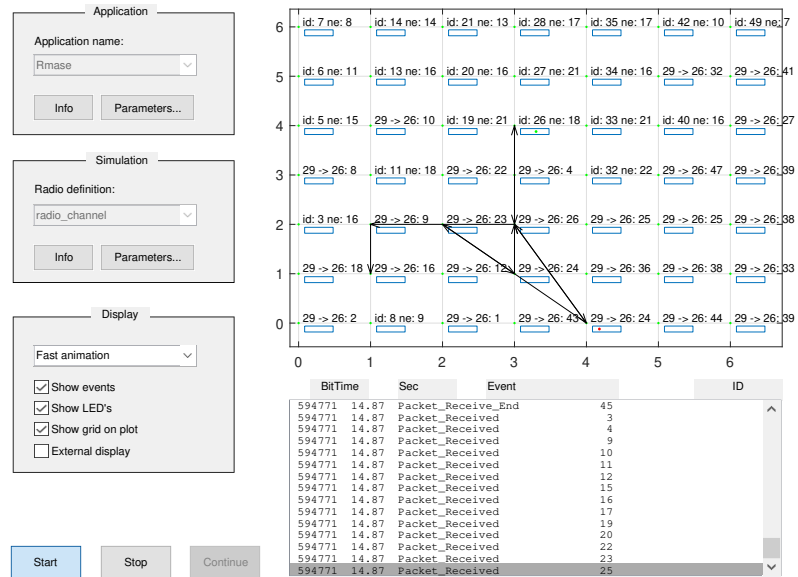 Application
Application name:
Rmase
Info Parameters...
Simulation
Radio definition:
radio_channel
Info Parameters...
Display
Fast animation
Show events
Show LED's
Show grid on plot
External display
Start Stop Continue
6 id: 7 ne: 8 id: 14 ne: 14 id: 21 ne: 13 id: 28 ne: 17 id: 35 ne: 17 id: 42 ne: 10 id: 49 ne: 7
5 id: 6 ne: 11 id: 13 ne: 16 id: 20 ne: 16 id: 27 ne: 21 id: 34 ne: 16 29 -> 26: 32 29 -> 26: 41
4 id: 5 ne: 15 29 -> 26: 10 id: 19 ne: 21 id: 26 ne: 18 id: 33 ne: 21 id: 40 ne: 16 29 -> 26: 27
3 29 -> 26: 8 id: 11 ne: 18 29 -> 26: 22 29 -> 26: 4 id: 32 ne: 22 29 -> 26: 47 29 -> 26: 39
2 id: 3 ne: 16 29 -> 26: 9 29 -> 26: 23 29 -> 26: 26 29 -> 26: 25 29 -> 26: 25 29 -> 26: 38
1 29 -> 26: 18 29 -> 26: 16 29 -> 26: 12 29 -> 26: 24 29 -> 26: 36 29 -> 26: 38 29 -> 26: 33
0 29 -> 26: 2 id: 8 ne: 9 29 -> 26: 1 29 -> 26: 43 29 -> 26: 24 29 -> 26: 44 29 -> 26: 39
0 1 2 3 4 5 6
BitTime Sec Event ID
594771 14.87 Packet_Receive_End 45
594771 14.87 Packet_Received 3
594771 14.87 Packet_Received 4
594771 14.87 Packet_Received 9
594771 14.87 Packet_Received 10
594771 14.87 Packet_Received 11
594771 14.87 Packet_Received 12
594771 14.87 Packet_Received 15
594771 14.87 Packet_Received 16
594771 14.87 Packet_Received 17
594771 14.87 Packet_Received 19
594771 14.87 Packet_Received 20
594771 14.87 Packet_Received 22
594771 14.87 Packet_Received 23
594771 14.87 Packet_Received 25